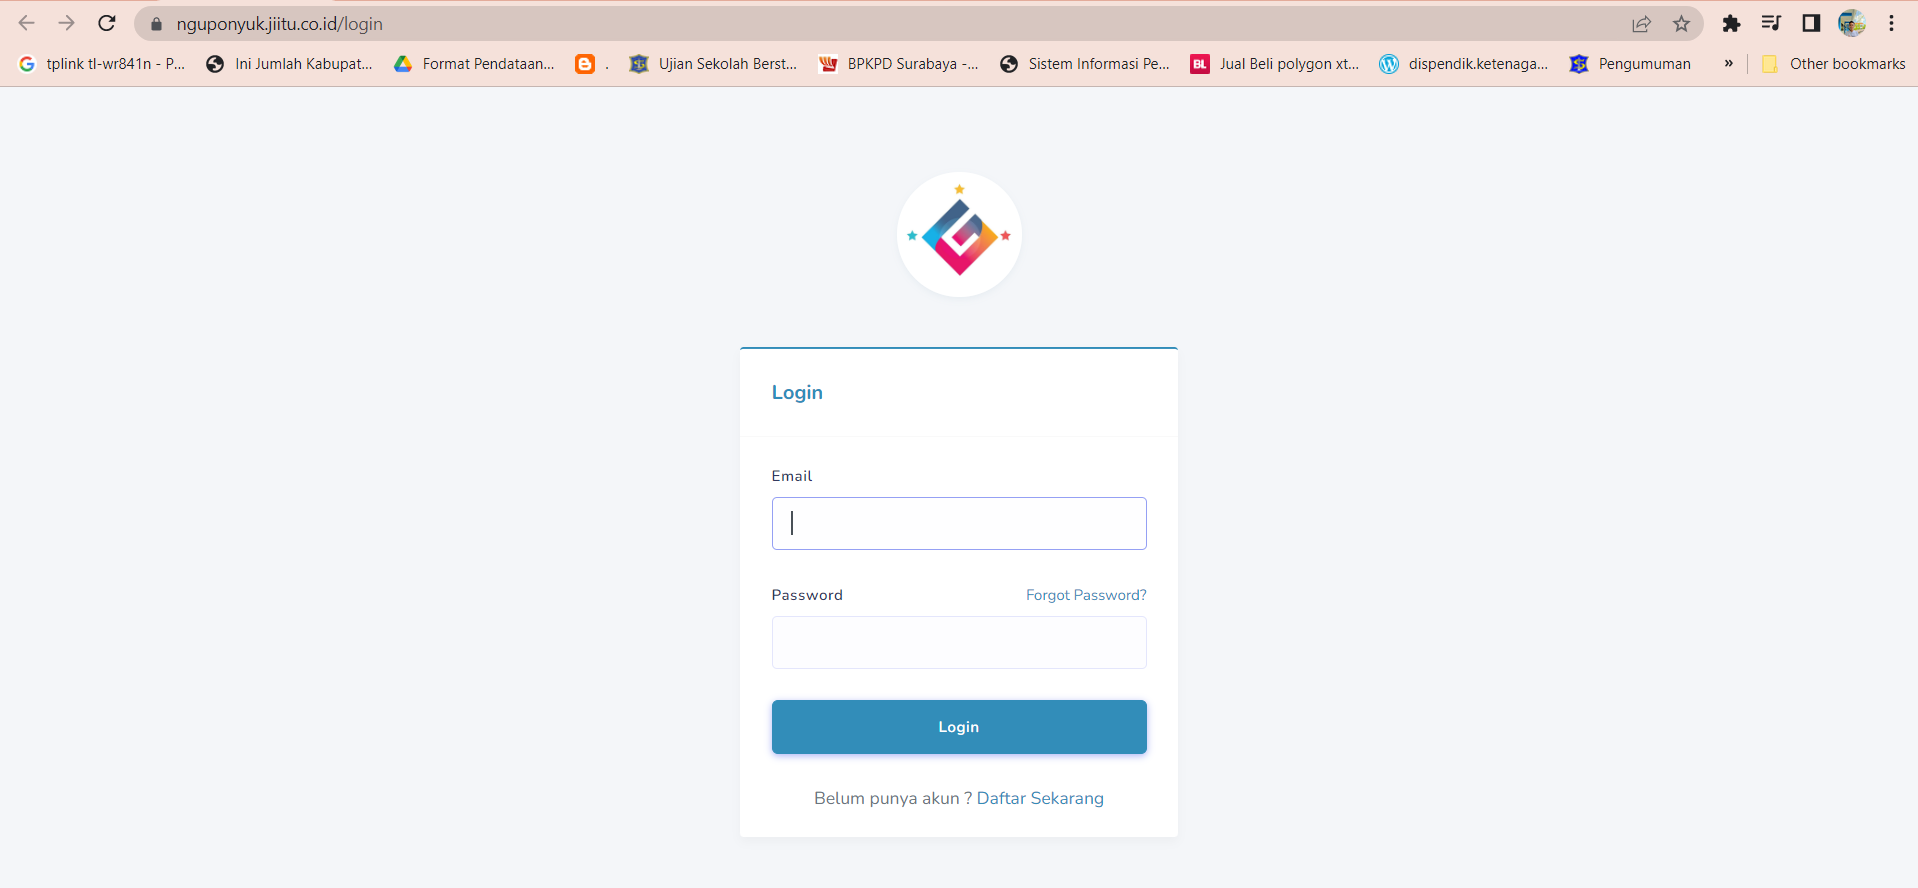 nguponyuk.jiitu.co.id/login
tplink tl-wr841n - P... Ini Jumlah Kabupat... Format Pendataan... . Ujian Sekolah Berst... BPKPD Surabaya -... Sistem Informasi Pe... BL Jual Beli polygon xt... dispendik.ketenaga... Pengumuman » Other bookmarks
Login
Email
Password Forgot Password?
Login
Belum punya akun ? Daftar Sekarang